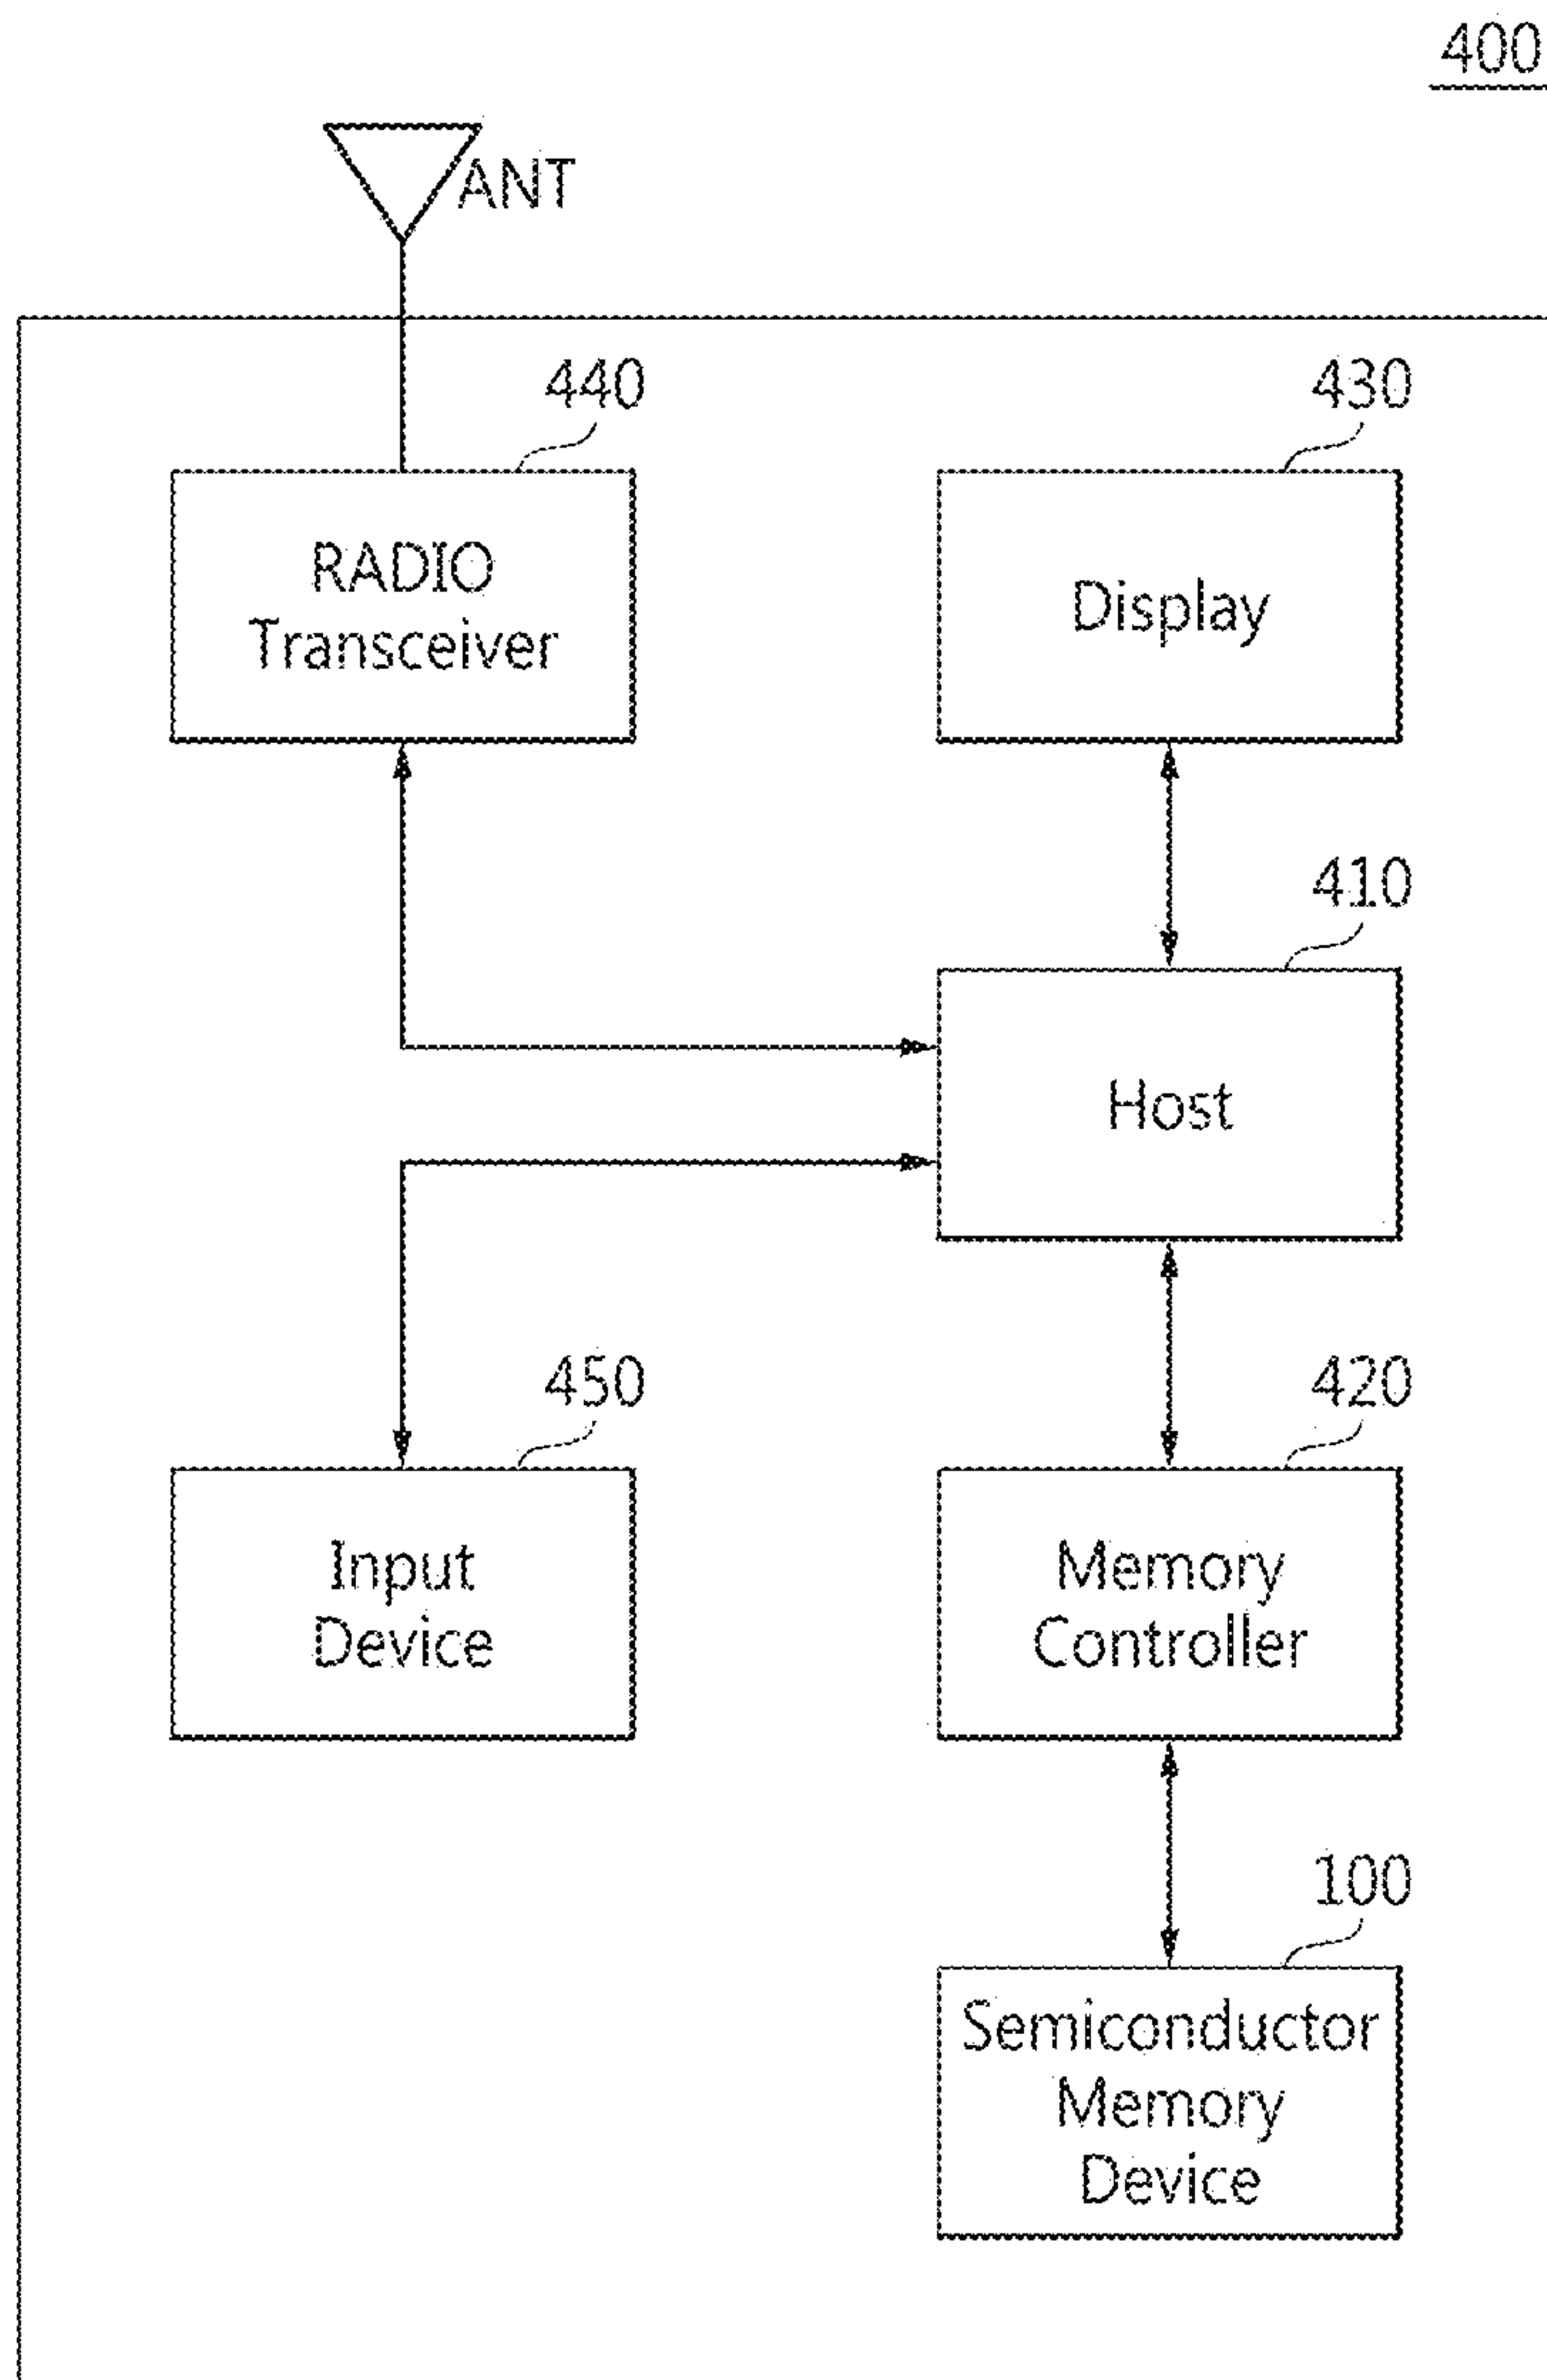 400
ANT
440
430
RADIO
Transceiver
Display
410
Host
450
420
Input
Device
Memory
Controller
100
Semiconductor
Memory
Device